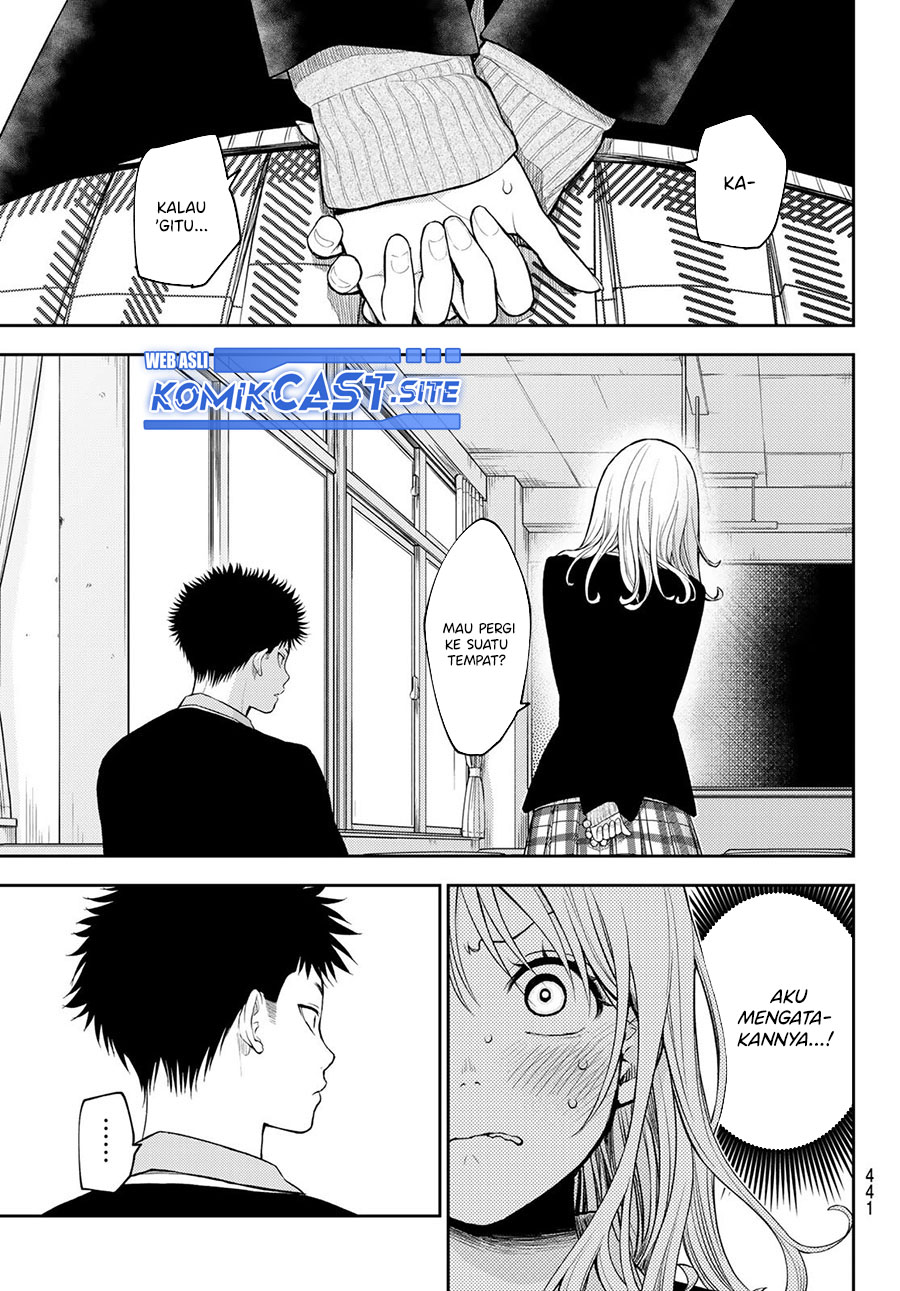 KA-
KALAU
'GITU...
WEB ASLI
KOMIKCAST.SITE
MAU PERGI
KE SUATU
TEMPAT?
AKU
MENGATA-
KANNYA...!
......
441